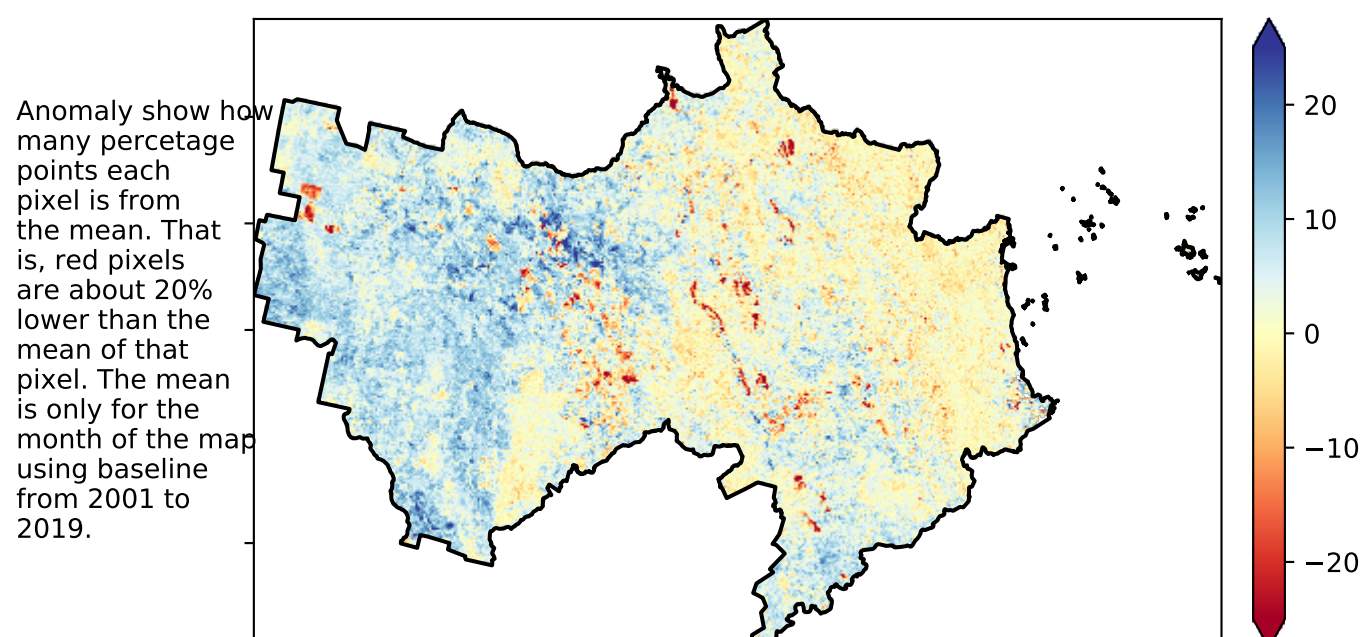 Anomaly show how
many percetage
points each
pixel is from
the mean. That
is, red pixels
are about 20%
lower than the
mean of that
pixel. The mean
is only for the
month of the map
using baseline
from 2001 to
2019.
20
10
0
−10
−20